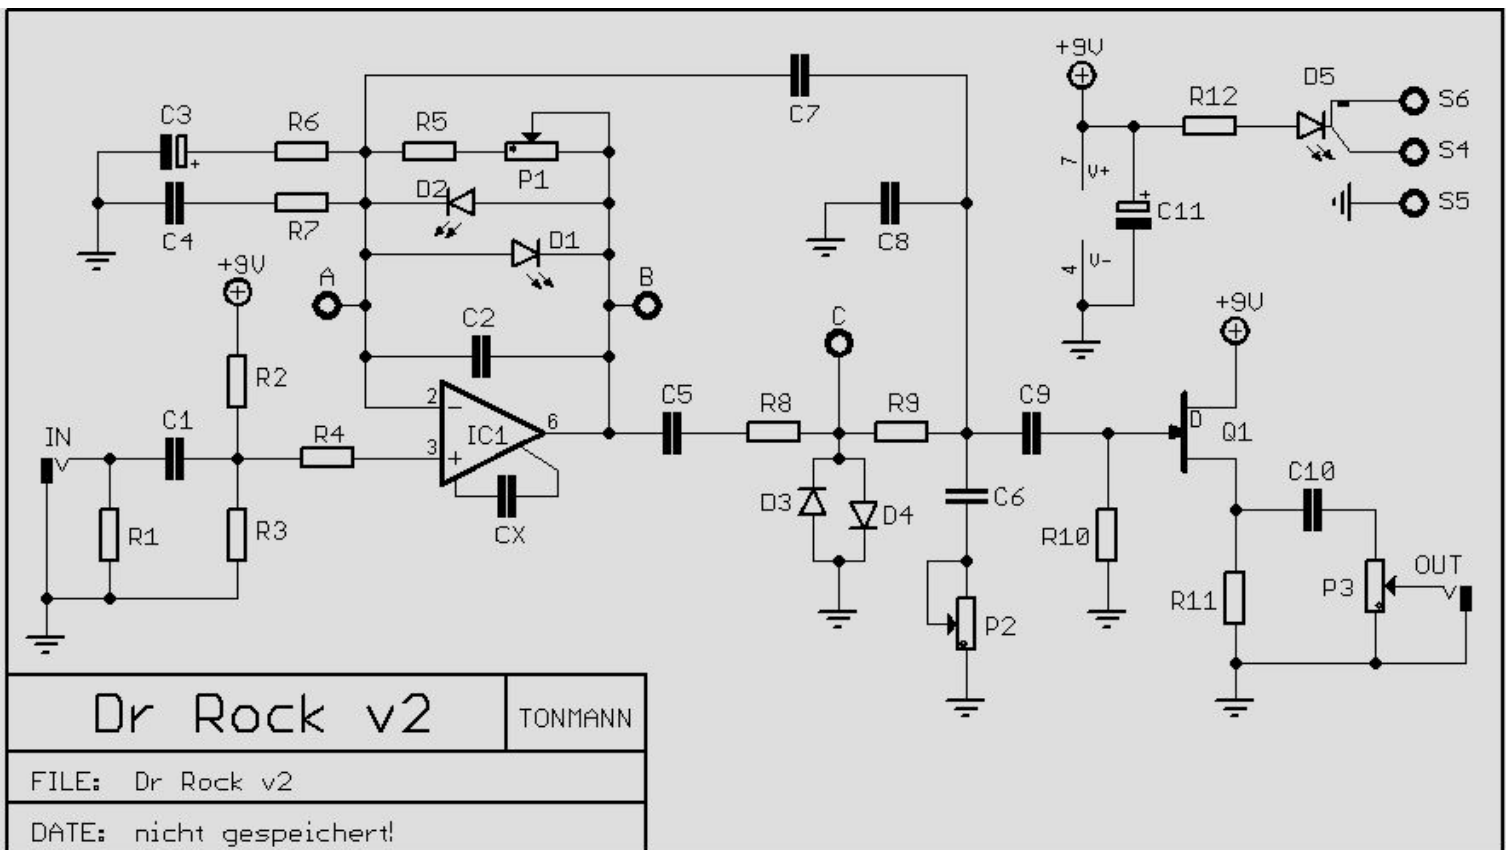 +9V
D5
C3
R6
R5
C7
R12
S6
+
P1
7
V+
S4
D2
C4
R7
C8
+
C11
S5
D1
+9V
A
B
4
V-
C2
C
+9V
R2
2
−
C5
R8
R9
C9
IN
C1
R4
3
+
IC1
6
D
Q1
C10
D3
D4
C6
R1
R3
CX
R10
OUT
R11
P3
P2
Dr Rock v2
TONMANN
FILE: Dr Rock v2
DATE: nicht gespeichert!